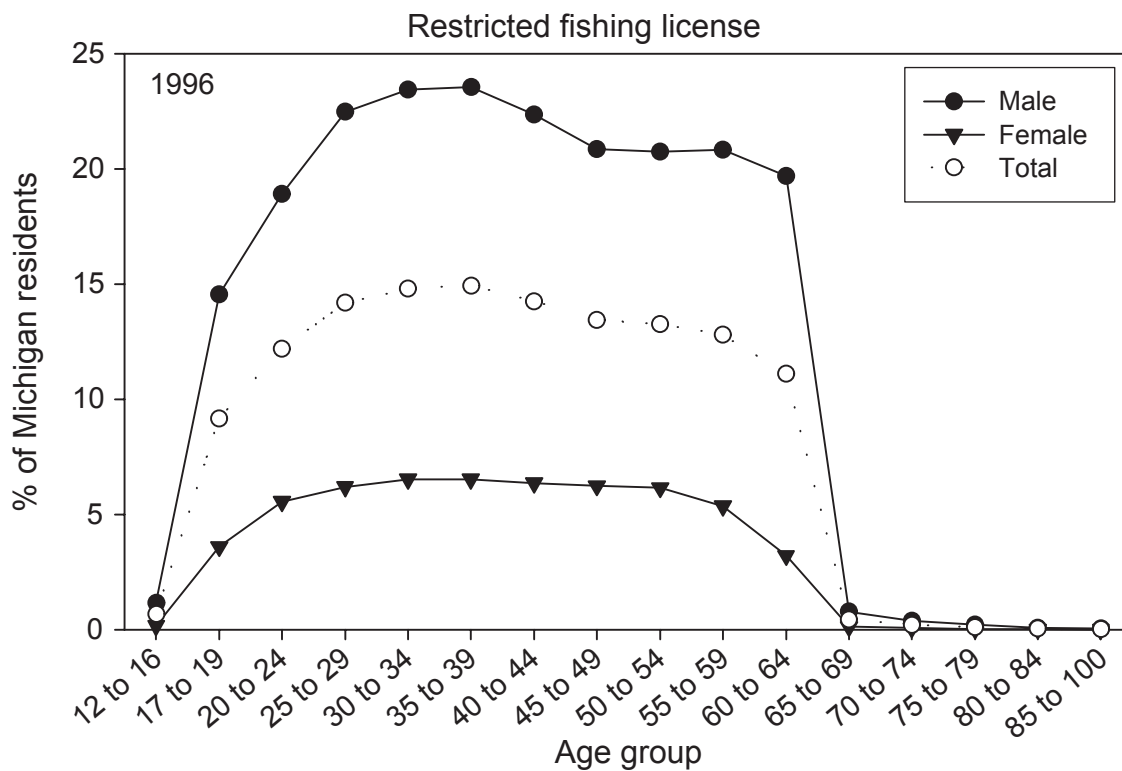 Restricted fishing license
25
1996
Male
Female
Total
20
15
10
5
0
% of Michigan residents
12 to 16
17 to 19
20 to 24
25 to 29
30 to 34
35 to 39
40 to 44
45 to 49
50 to 54
55 to 59
60 to 64
65 to 69
70 to 74
75 to 79
80 to 84
85 to 100
Age group